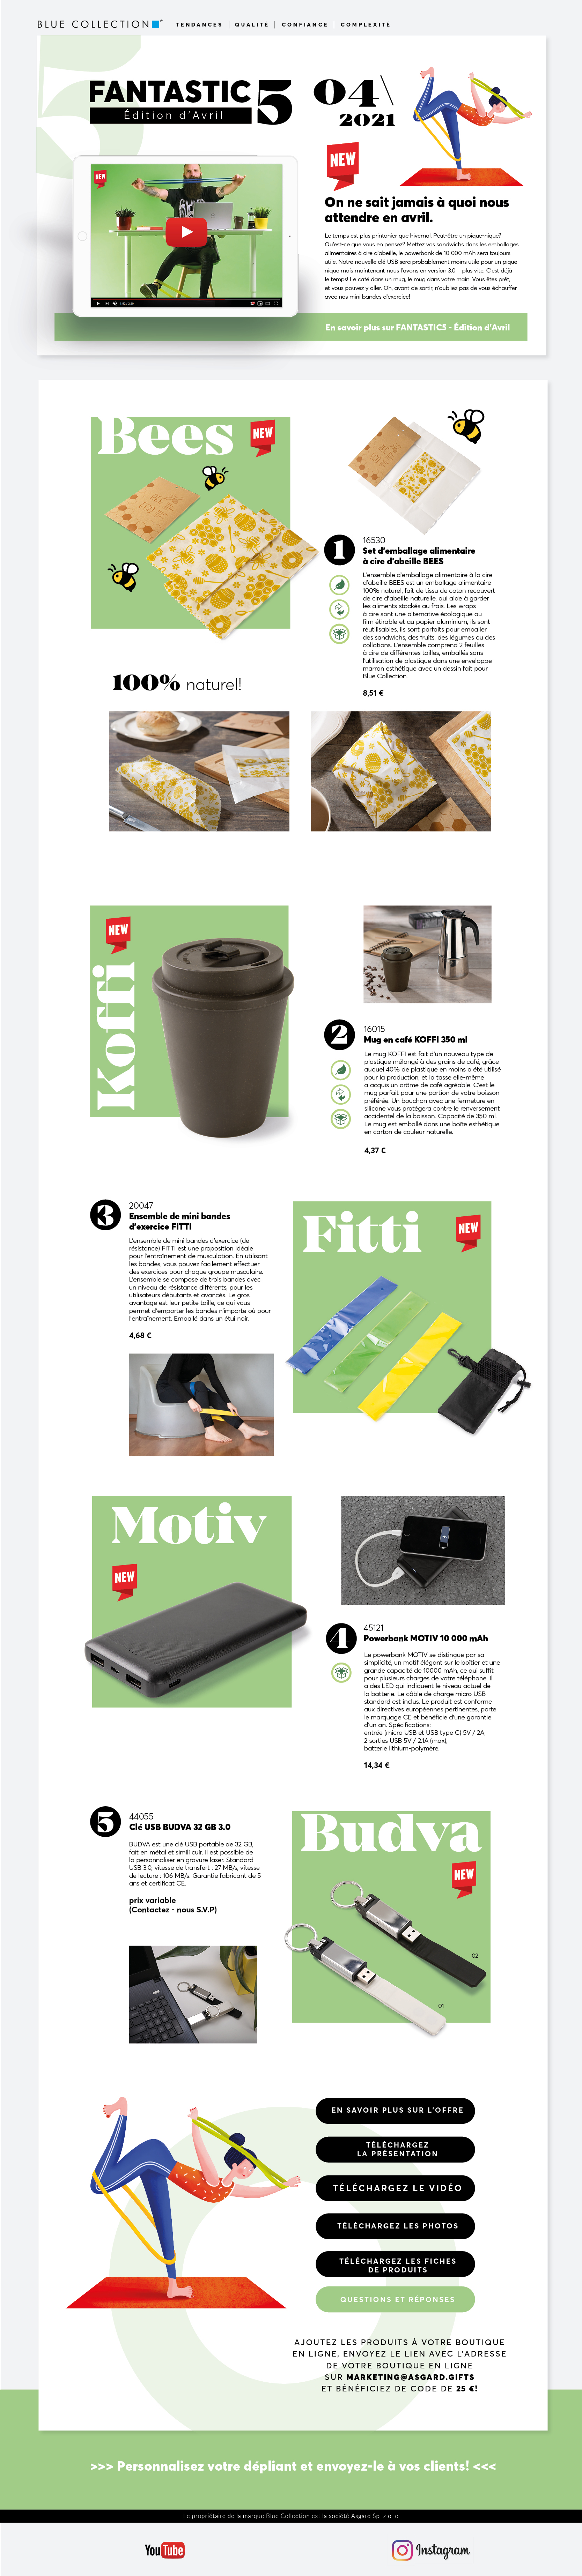 BLUE COLLECTION
TENDANCES | QUALITÉ | CONFIANCE | COMPLEXITÉ
FANTASTIC 5
Édition d'Avril
04\
2021
NEW
NEW
On ne sait jamais à quoi nous
attendre en avril.
Le temps est plus printanier que hivernal. Peut-être un pique-nique?
Qu'est-ce que vous en pensez? Mettez vos sandwichs dans les emballages
alimentaires à cire d'abeille, le powerbank de 10 000 mAh sera toujours
utile. Notre nouvelle clé USB sera probablement moins utile pour un pique-
nique mais maintenant nous l'avons en version 3.0 – plus vite. C'est déjà
le temps! Le café dans un mug, le mug dans votre main. Vous êtes prêt,
et vous pouvez y aller. Oh, avant de sortir, n'oubliez pas de vous échauffer
avec nos mini bandes d'exercice!
En savoir plus sur FANTASTIC5 - Édition d'Avril
Bees
NEW
1
16530
Set d'emballage alimentaire
à cire d'abeille BEES
L'ensemble d'emballage alimentaire à la cire
d'abeille BEES est un emballage alimentaire
100% naturel, fait de tissu de coton recouvert
de cire d'abeille naturelle, qui aide à garder
les aliments stockés au frais. Les wraps
à cire sont une alternative écologique au
film étirable et au papier aluminium, ils sont
réutilisables, ils sont parfaits pour emballer
des sandwichs, des fruits, des légumes ou des
collations. L'ensemble comprend 2 feuilles
à cire de différentes tailles, emballés sans
l'utilisation de plastique dans une enveloppe
marron esthétique avec un dessin fait pour
Blue Collection.
8,51 €
100% naturel!
Koffi
NEW
2
16015
Mug en café KOFFI 350 ml
Le mug KOFFI est fait d'un nouveau type de
plastique mélangé à des grains de café, grâce
auquel 40% de plastique en moins a été utilisé
pour la production, et la tasse elle-même
a acquis un arôme de café agréable. C'est le
mug parfait pour une portion de votre boisson
préférée. Un bouchon avec une fermeture en
silicone vous protégera contre le renversement
accidentel de la boisson. Capacité de 350 ml.
Le mug est emballé dans une boîte esthétique
en carton de couleur naturelle.
4,37 €
3
20047
Ensemble de mini bandes
d'exercice FITTI
L'ensemble de mini bandes d'exercice (de
résistance) FITTI est une proposition idéale
pour l'entraînement de musculation. En utilisant
les bandes, vous pouvez facilement effectuer
des exercices pour chaque groupe musculaire.
L'ensemble se compose de trois bandes avec
un niveau de résistance différents, pour les
utilisateurs débutants et avancés. Le gros
avantage est leur petite taille, ce qui vous
permet d'emporter les bandes n'importe où pour
l'entraînement. Emballé dans un étui noir.
4,68 €
Fitti
NEW
Motiv
NEW
4
45121
Powerbank MOTIV 10 000 mAh
Le powerbank MOTIV se distingue par sa
simplicité, un motif élégant sur le boîtier et une
grande capacité de 10000 mAh, ce qui suffit
pour plusieurs charges de votre téléphone. Il
a des LED qui indiquent le niveau actuel de
la batterie. Le câble de charge micro USB
standard est inclus. Le produit est conforme
aux directives européennes pertinentes, porte
le marquage CE et bénéficie d'une garantie
d'un an. Spécifications:
entrée (micro USB et USB type C) 5V / 2A,
2 sorties USB 5V / 2.1A (max),
batterie lithium-polymère.
14,34 €
5
44055
Clé USB BUDVA 32 GB 3.0
BUDVA est une clé USB portable de 32 GB,
fait en métal et simili cuir. Il est possible de
la personnaliser en gravure laser. Standard
USB 3.0, vitesse de transfert : 27 MB/s, vitesse
de lecture : 106 MB/s. Garantie fabricant de 5
ans et certificat CE.
prix variable
(Contactez - nous S.V.P)
Budva
NEW
02
01
EN SAVOIR PLUS SUR L'OFFRE
TÉLÉCHARGEZ
LA PRÉSENTATION
TÉLÉCHARGEZ LE VIDÉO
TÉLÉCHARGEZ LES PHOTOS
TÉLÉCHARGEZ LES FICHES
DE PRODUITS
QUESTIONS ET RÉPONSES
AJOUTEZ LES PRODUITS À VOTRE BOUTIQUE
EN LIGNE, ENVOYEZ LE LIEN AVEC L'ADRESSE
DE VOTRE BOUTIQUE EN LIGNE
SUR MARKETING@ASGARD.GIFTS
ET BÉNÉFICIEZ DE CODE DE 25 €!
>>> Personnalisez votre dépliant et envoyez-le à vos clients! <<<
Le propriétaire de la marque Blue Collection est la société Asgard Sp. z o. o.
YouTube
Instagram